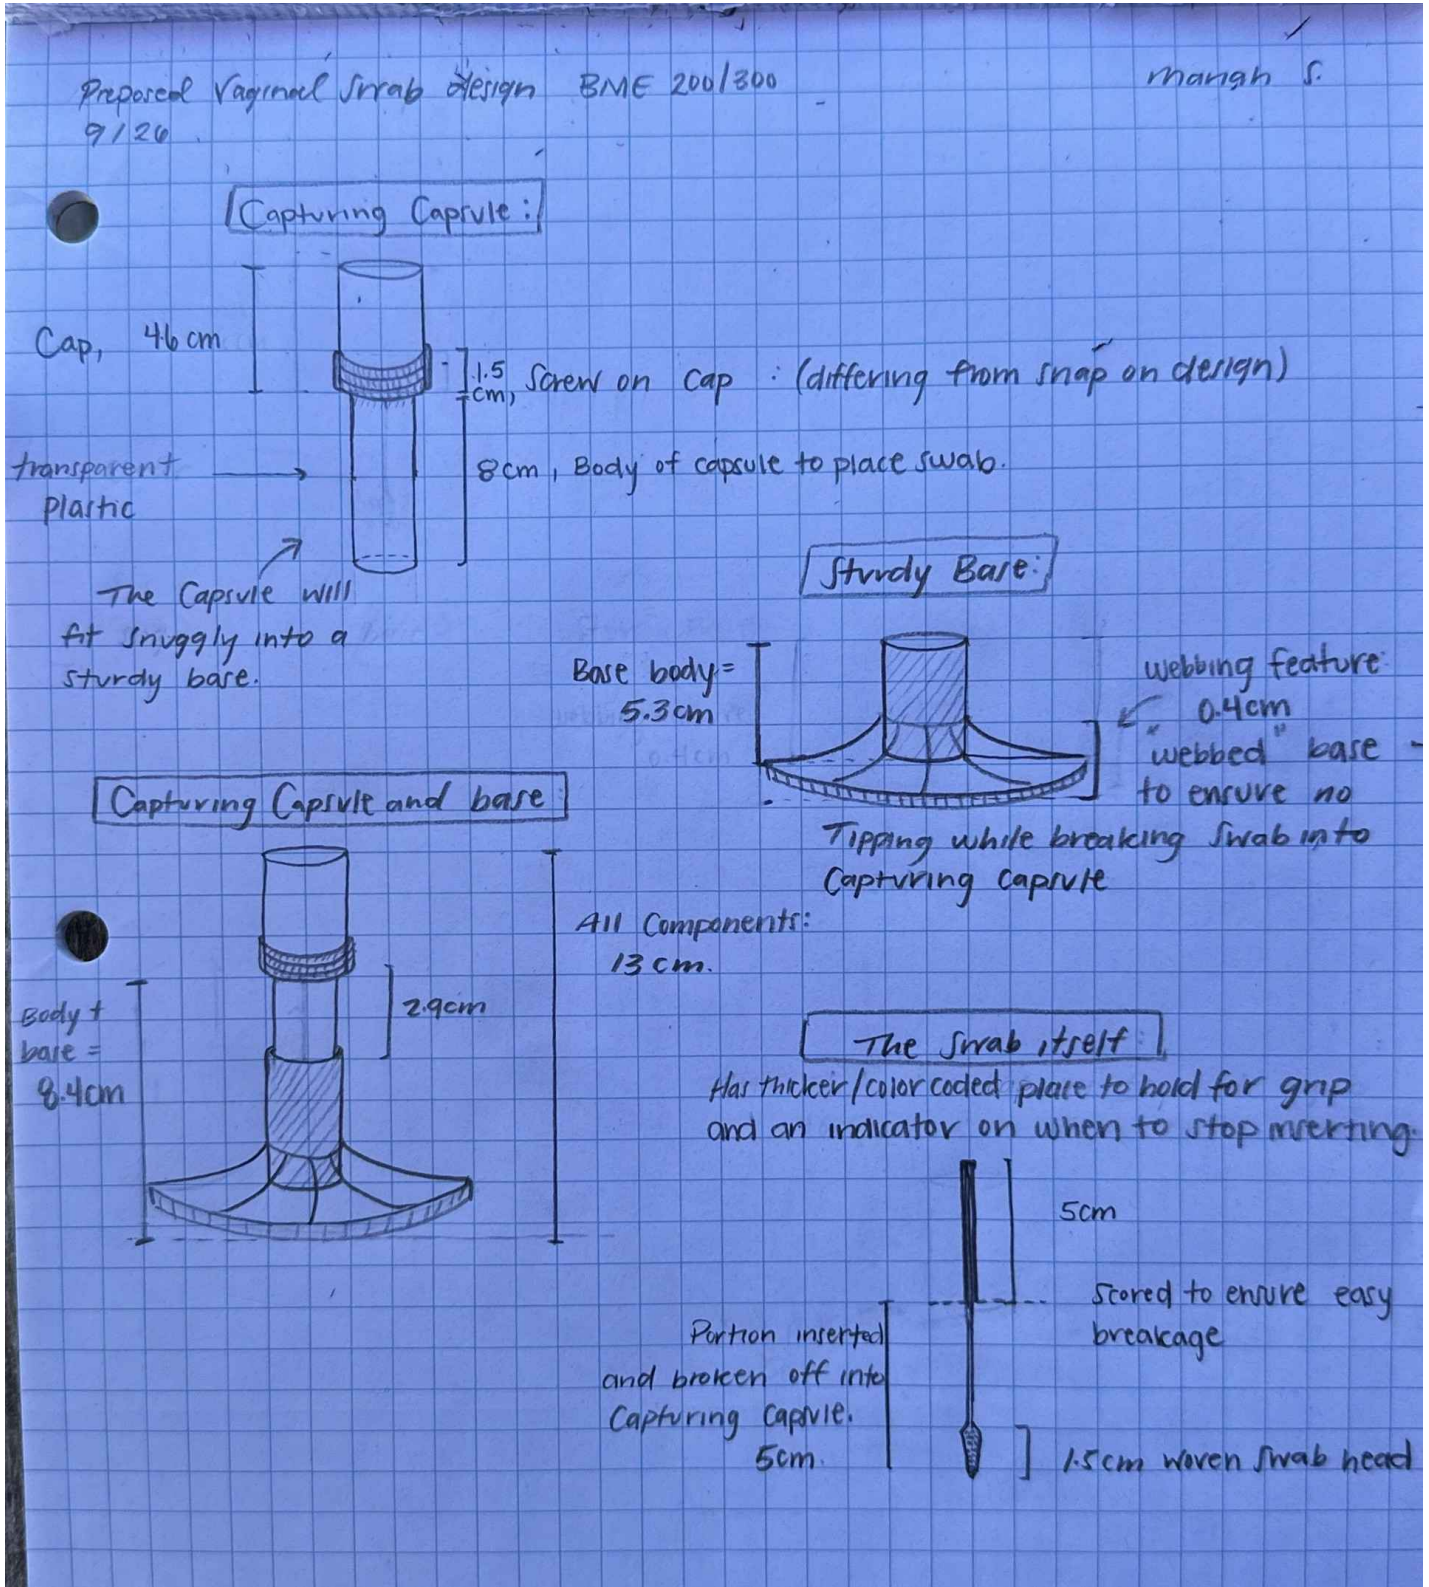 Proposed Vaginal Swab design BME 200/300
Mariah S.
9/26
Capturing Capsule:
Cap, 4.6 cm
1.5 cm, Screw on cap : (differing from snap on design)
transparent plastic
8cm, Body of capsule to place swab.
The Capsule will
fit snuggly into a
sturdy base.
Sturdy Base:
Base body =
5.3cm
webbing feature:
0.4cm
"webbed" base
to ensure no
Tipping while breaking swab into
Capturing capsule
Capturing Capsule and base
All Components:
13 cm.
2.9cm
Body +
base =
8.4cm
The Swab itself:
Has thicker/color coded place to hold for grip
and an indicator on when to stop inserting.
5cm
Scored to ensure easy
breakage
Portion inserted
and broken off into
Capturing Capsule.
5cm.
1.5cm woven swab head